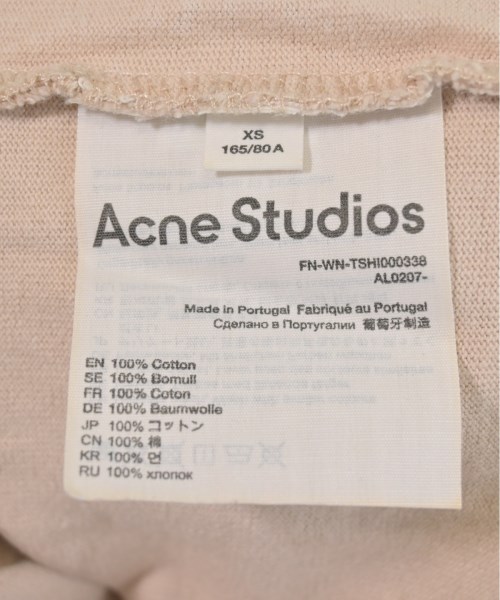 XS
165/80A
Acne Studios
FN-WN-TSHI000338
AL0207-
Made in Portugal Fabriqué au Portugal
Сделано в Португалии 葡萄牙制造
EN 100% Cotton
SE 100% Bomull
FR 100% Coton
DE 100% Baumwolle
JP 100% コットン
CN 100% 棉
KR 100% 면
RU 100% хлопок